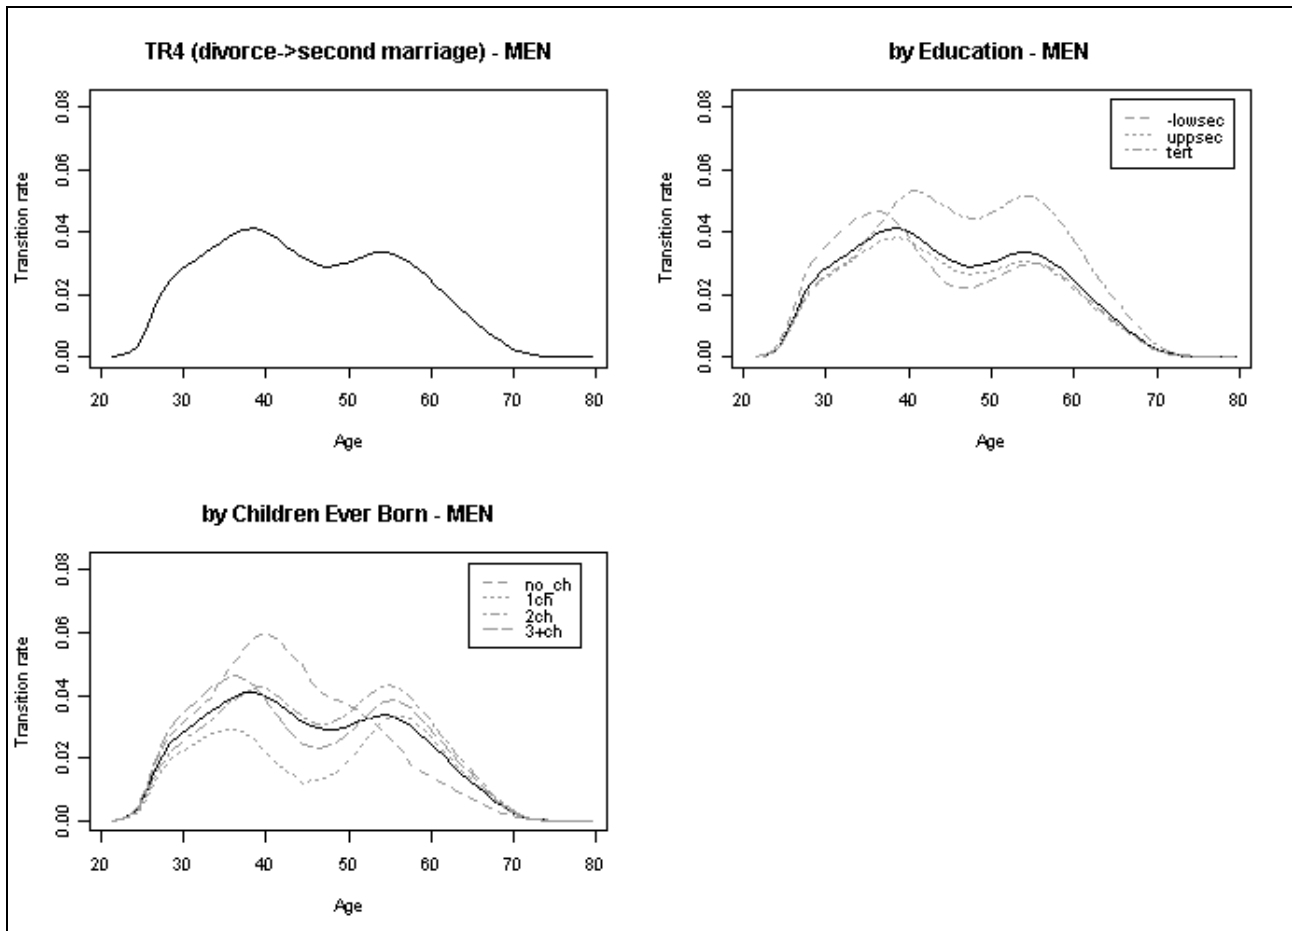 TR4 (divorce->second marriage) - MEN
Transition rate
0.00 0.02 0.04 0.06 0.08
20 30 40 50 60 70 80
Age
by Education - MEN
Transition rate
0.00 0.02 0.04 0.06 0.08
-lowsec
uppsec
tert
20 30 40 50 60 70 80
Age
by Children Ever Born - MEN
Transition rate
0.00 0.02 0.04 0.06 0.08
no_ch
1ch
2ch
3+ch
20 30 40 50 60 70 80
Age